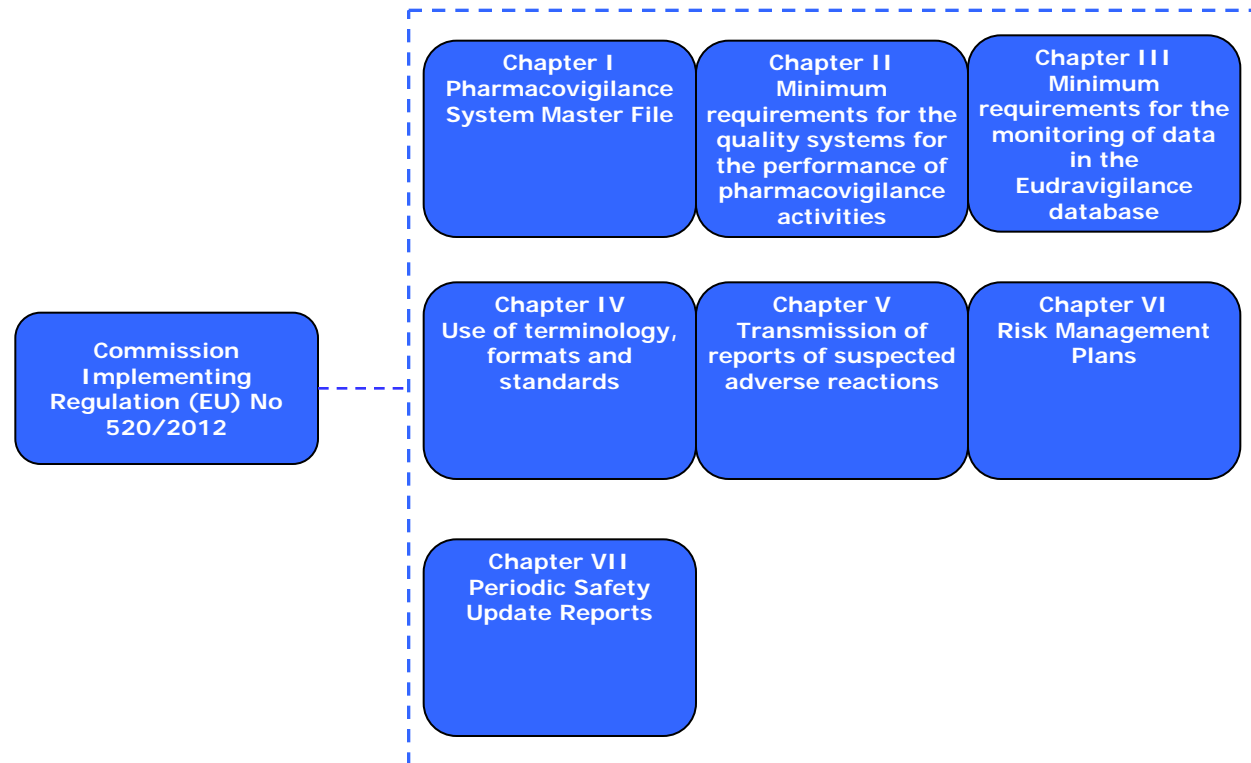 Commission
Implementing
Regulation (EU) No
520/2012
Chapter I
Pharmacovigilance
System Master File
Chapter II
Minimum
requirements for the
quality systems for
the performance of
pharmacovigilance
activities
Chapter III
Minimum
requirements for the
monitoring of data
in the
Eudravigilance
database
Chapter IV
Use of terminology,
formats and
standards
Chapter V
Transmission of
reports of suspected
adverse reactions
Chapter VI
Risk Management
Plans
Chapter VII
Periodic Safety
Update Reports